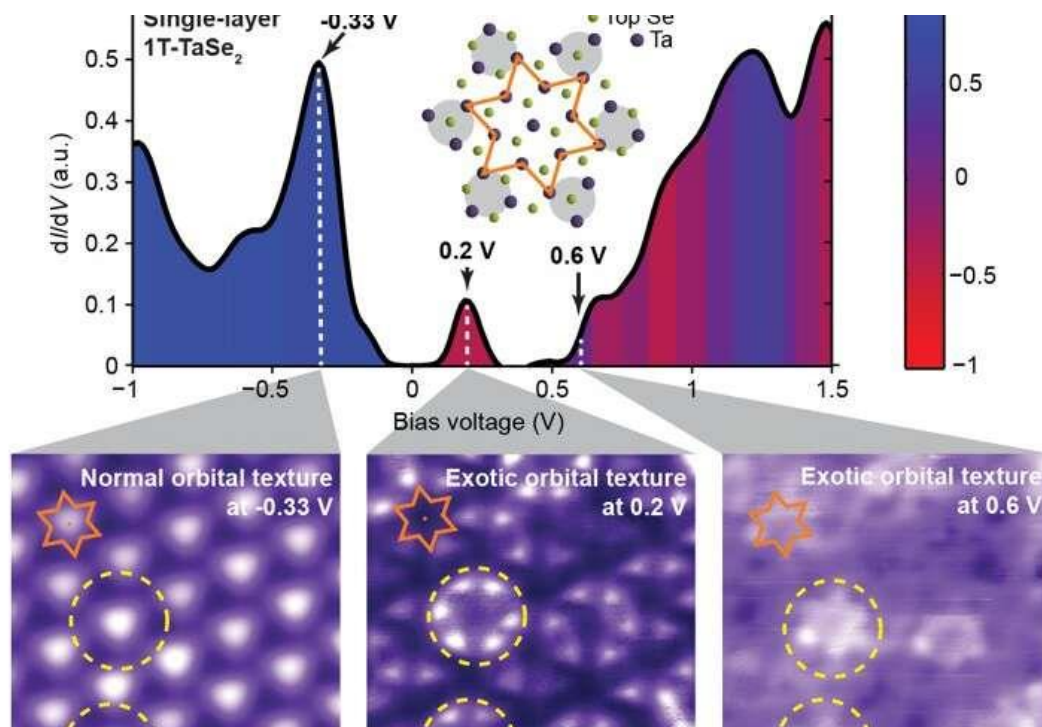 Single-layer
1T-TaSe2
-0.33 V
Top Se
Ta
0.2 V
0.6 V
dI/dV (a.u.)
0.5
0.4
0.3
0.2
0.1
0
−1
−0.5
0
0.5
1
1.5
Bias voltage (V)
0.5
0
−0.5
−1
Normal orbital texture
at -0.33 V
Exotic orbital texture
at 0.2 V
Exotic orbital texture
at 0.6 V